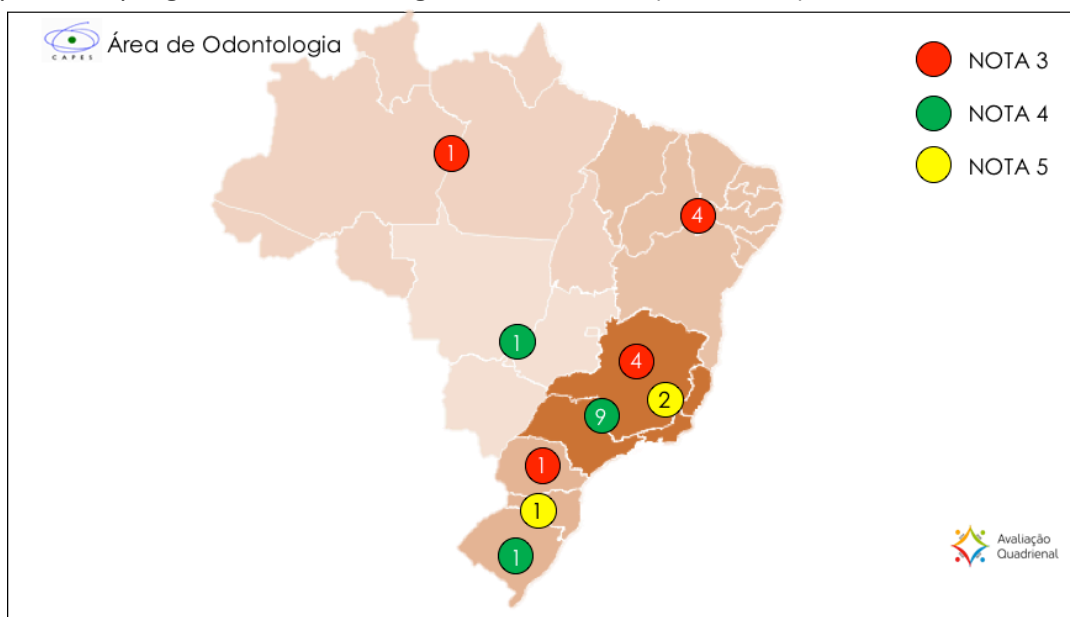 CAPES
Área de Odontologia
NOTA 3
NOTA 4
NOTA 5
1
4
1
4
2
9
1
1
1
Avaliação
Quadrienal